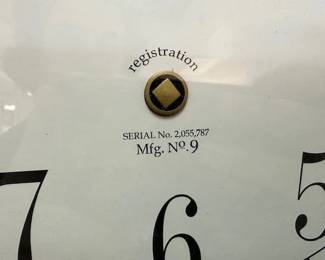 registration
SERIAL No. 2,055,787
Mfg. No. 9
7 6 5